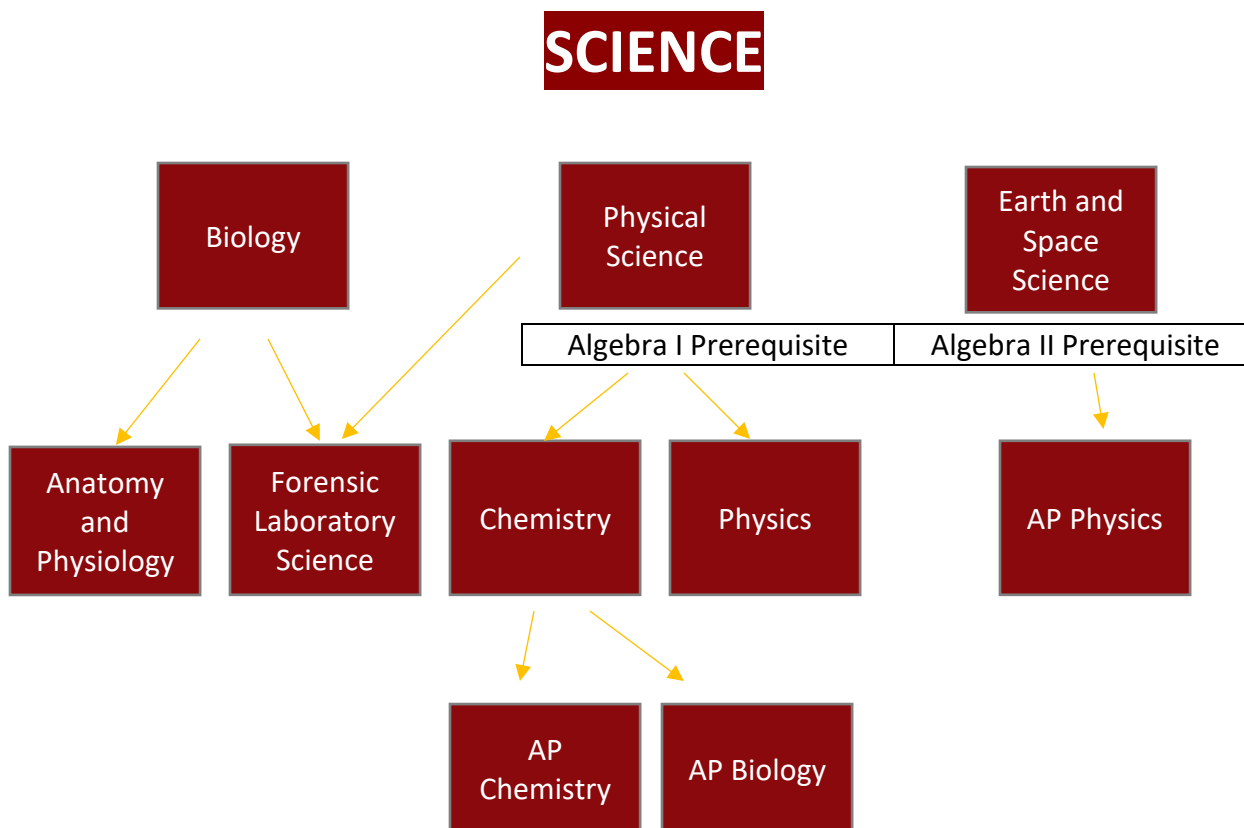 SCIENCE
Biology
Physical
Science
Earth and
Space
Science
Algebra I Prerequisite
Algebra II Prerequisite
Anatomy
and
Physiology
Forensic
Laboratory
Science
Chemistry
Physics
AP Physics
AP
Chemistry
AP Biology